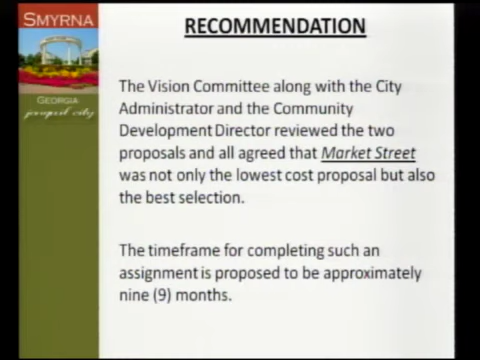 SMYRNA
GEORGIA
jonquil city
RECOMMENDATION
The Vision Committee along with the City
Administrator and the Community
Development Director reviewed the two
proposals and all agreed that Market Street
was not only the lowest cost proposal but also
the best selection.
The timeframe for completing such an
assignment is proposed to be approximately
nine (9) months.